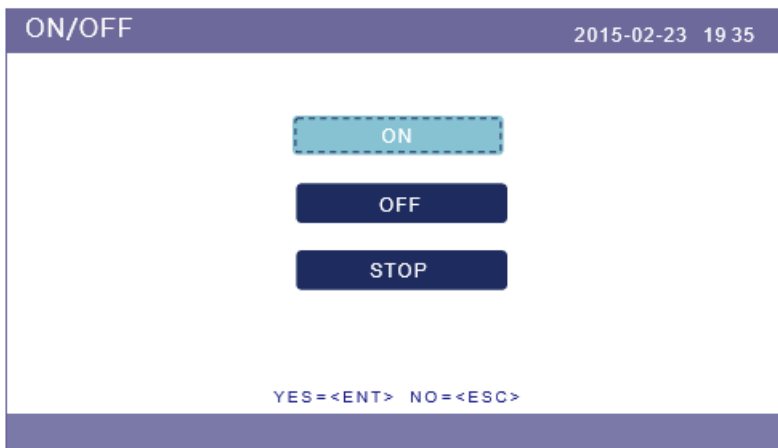 ON/OFF
2015-02-23 19 35
ON
OFF
STOP
YES=<ENT> NO=<ESC>